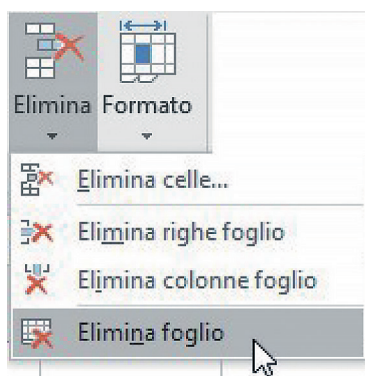 Elimina Formato
Elimina celle...
Elimina righe foglio
Elimina colonne foglio
Elimina foglio